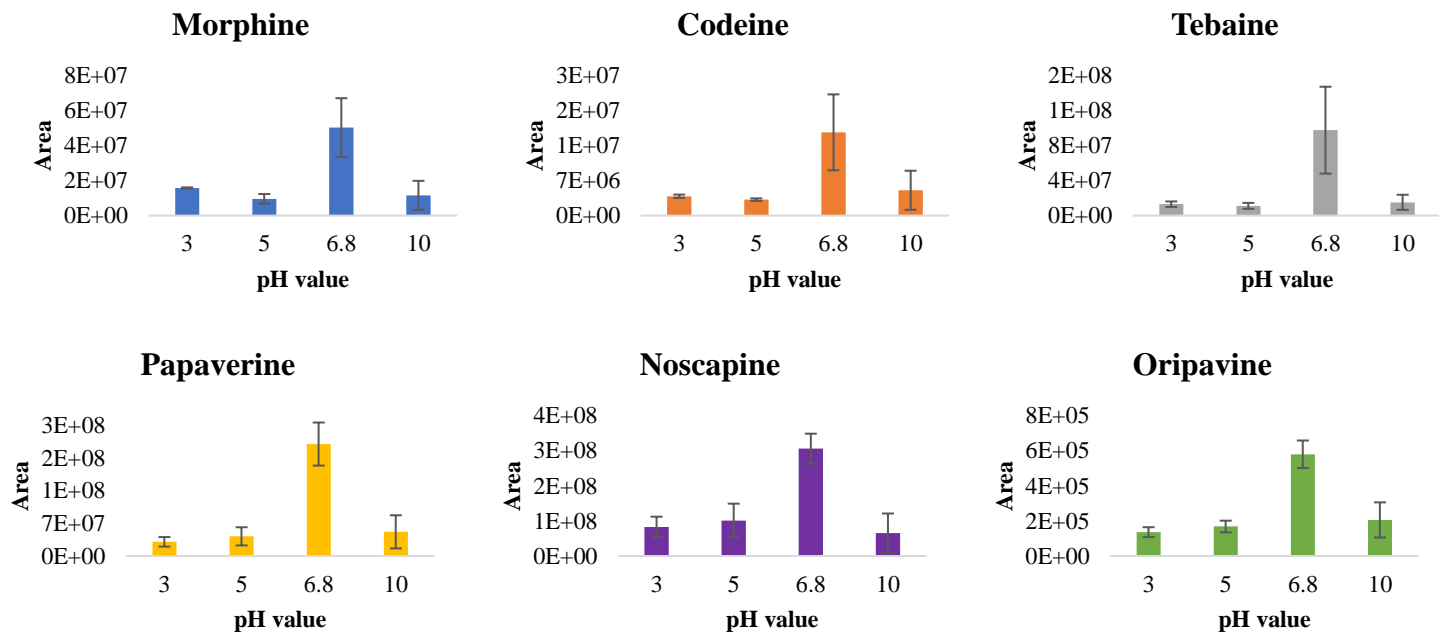 Morphine
Area
8E+07
6E+07
4E+07
2E+07
0E+00
3 5 6.8 10
pH value
Codeine
Area
3E+07
2E+07
1E+07
7E+06
0E+00
3 5 6.8 10
pH value
Tebaine
Area
2E+08
1E+08
8E+07
4E+07
0E+00
3 5 6.8 10
pH value
Papaverine
Area
3E+08
2E+08
1E+08
7E+07
0E+00
3 5 6.8 10
pH value
Noscapine
Area
4E+08
3E+08
2E+08
1E+08
0E+00
3 5 6.8 10
pH value
Oripavine
Area
8E+05
6E+05
4E+05
2E+05
0E+00
3 5 6.8 10
pH value